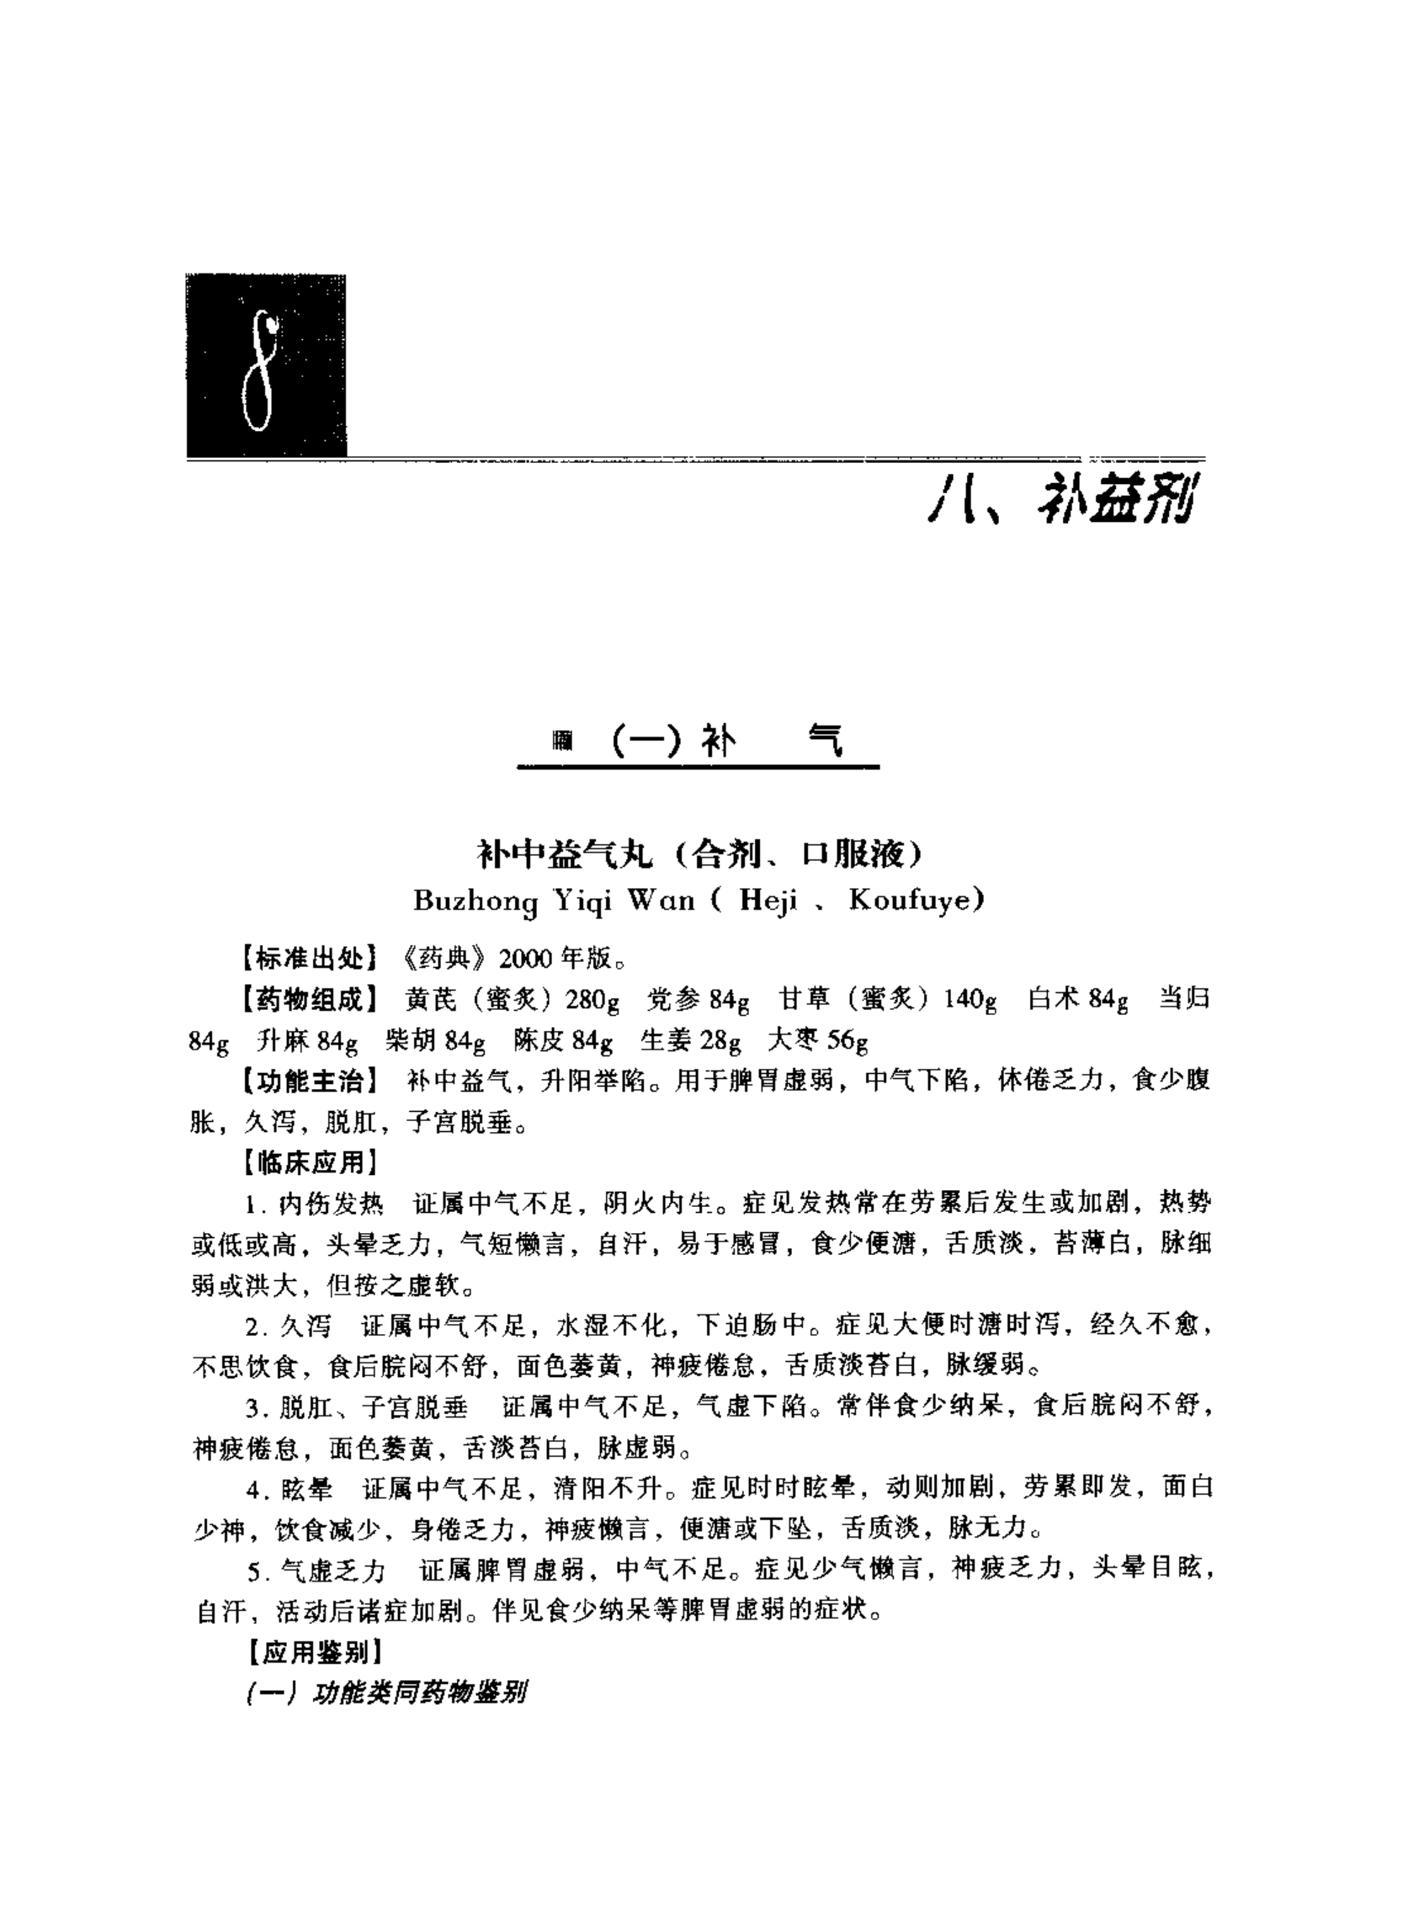 8
八、补益剂
(一)补 气
补中益气丸（合剂、口服液）
Buzhong Yiqi Wan ( Heji 、 Koufuye)
【标准出处】《药典》2000 年版。
【药物组成】 黄芪（蜜炙）280g 党参 84g 甘草（蜜炙）140g 白术 84g 当归
84g 升麻 84g 柴胡 84g 陈皮 84g 生姜 28g 大枣 56g
【功能主治】 补中益气，升阳举陷。用于脾胃虚弱，中气下陷，体倦乏力，食少腹
胀，久泻，脱肛，子宫脱垂。
【临床应用】
1. 内伤发热 证属中气不足，阴火内生。症见发热常在劳累后发生或加剧，热势
或低或高，头晕乏力，气短懒言，自汗，易于感冒，食少便溏，舌质淡，苔薄白，脉细
弱或洪大，但按之虚软。
2. 久泻 证属中气不足，水湿不化，下迫肠中。症见大便时溏时泻，经久不愈，
不思饮食，食后脘闷不舒，面色萎黄，神疲倦怠，舌质淡苔白，脉缓弱。
3. 脱肛、子宫脱垂 证属中气不足，气虚下陷。常伴食少纳呆，食后脘闷不舒，
神疲倦怠，面色萎黄，舌淡苔白，脉虚弱。
4. 眩晕 证属中气不足，清阳不升。症见时时眩晕，动则加剧，劳累即发，面白
少神，饮食减少，身倦乏力，神疲懒言，便溏或下坠，舌质淡，脉无力。
5. 气虚乏力 证属脾胃虚弱，中气不足。症见少气懒言，神疲乏力，头晕目眩，
自汗，活动后诸症加剧。伴见食少纳呆等脾胃虚弱的症状。
【应用鉴别】
(一) 功能类同药物鉴别